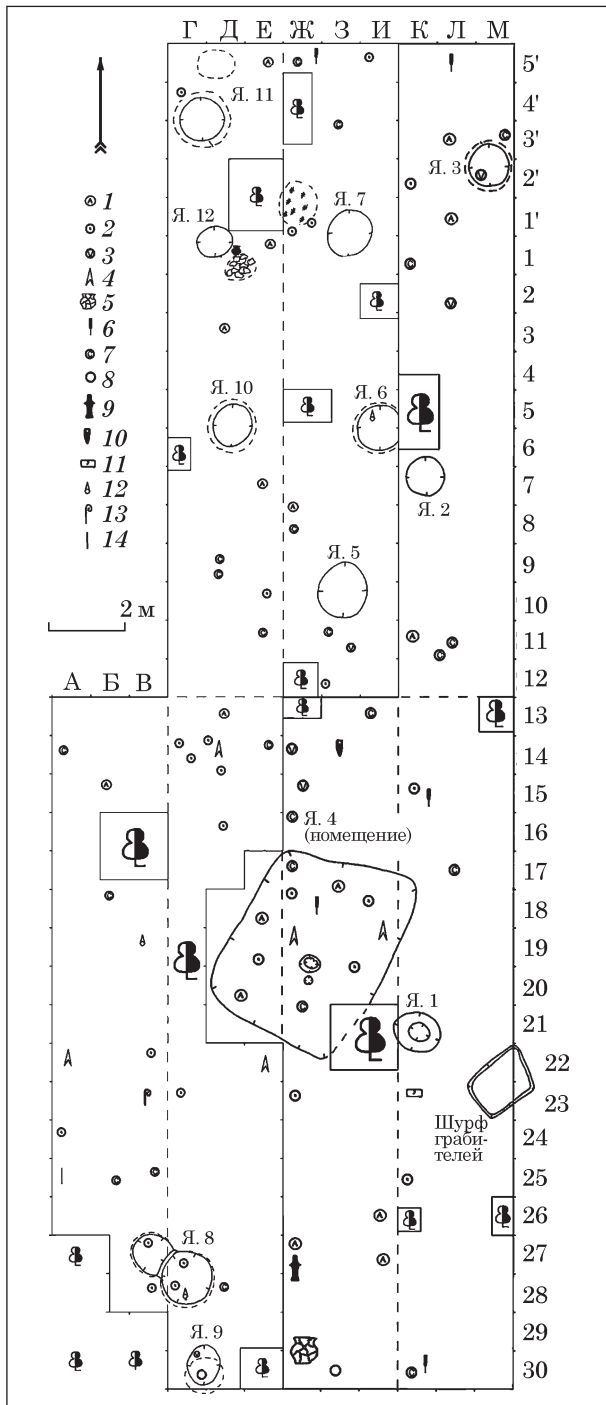 Г Д Е Ж З И К Л М
5'
4'
Я. 11
3'
Я. 3
2'
1
2
3
4
5
6
7
8
9
10
11
12
13
14
Я. 12
Я. 7
1'
1
2
3
4
Я. 10
Я. 6
5
6
7
Я. 2
8
Я. 5
9
10
2 м
11
А Б В
12
13
14
15
Я. 4
(помещение)
16
17
18
19
20
Я. 1
21
22
23
Шурф
граби-
телей
24
25
26
Я. 8
27
28
Я. 9
29
30